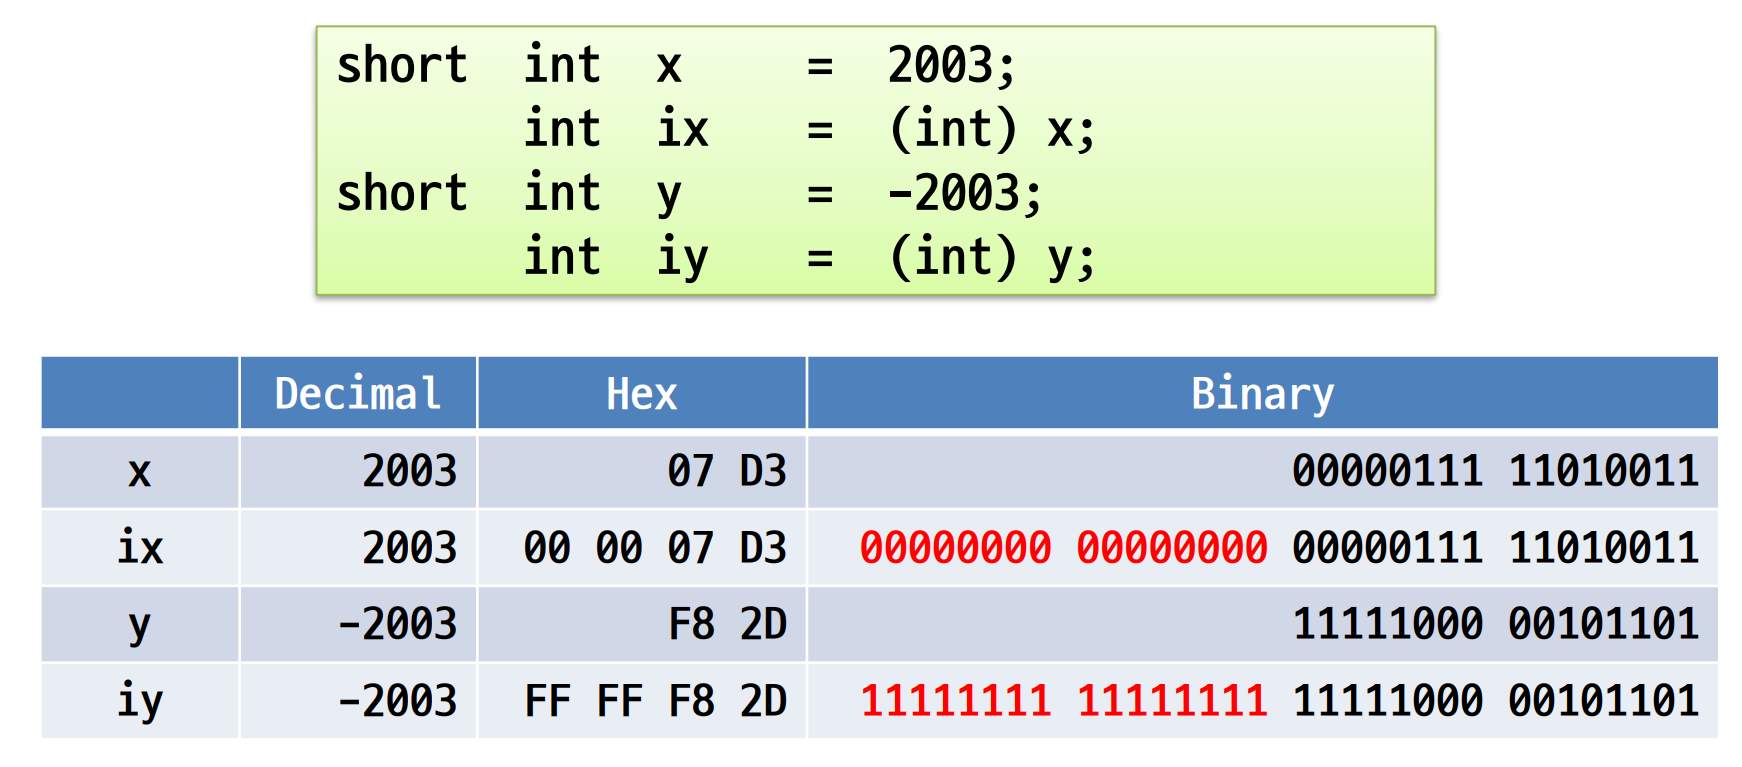 short int x = 2003;
int ix = (int) x;
short int y = -2003;
int iy = (int) y;
Decimal Hex Binary
x 2003 07 D3 00000111 11010011
ix 2003 00 00 07 D3 00000000 00000000 00000111 11010011
y -2003 F8 2D 11111000 00101101
iy -2003 FF FF F8 2D 11111111 11111111 11111000 00101101